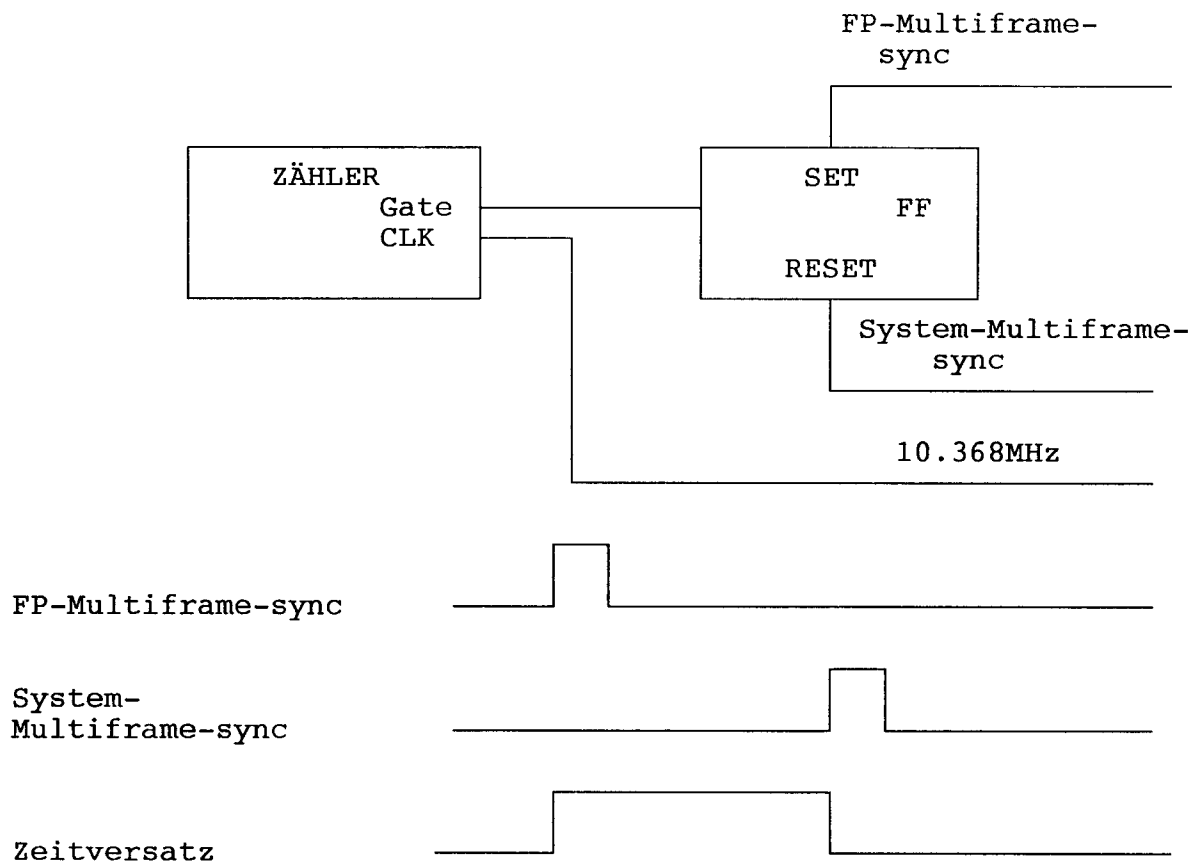 FP-Multiframe-
sync
ZÄHLER
Gate
CLK
SET
FF
RESET
System-Multiframe-
sync
10.368MHz
FP-Multiframe-sync
System-
Multiframe-sync
Zeitversatz